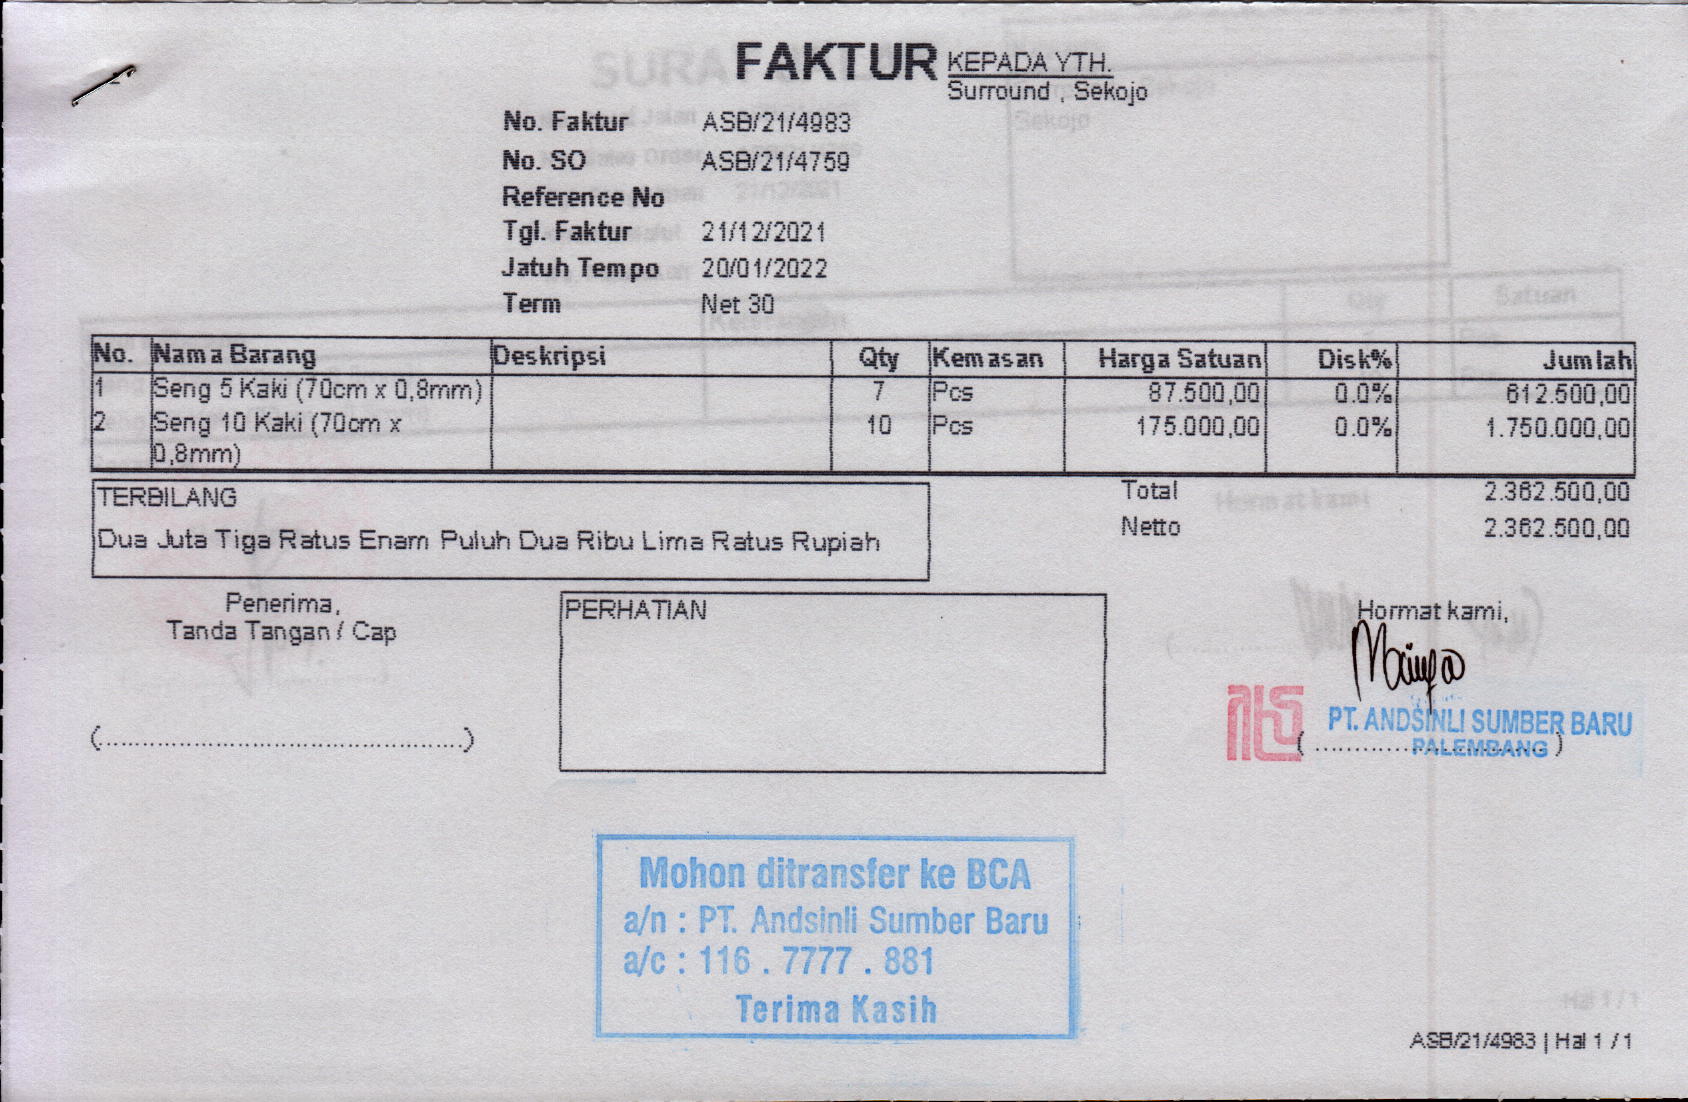 FAKTUR
KEPADA YTH.
Surround , Sekojo
No. Faktur ASB/21/4983
No. SO ASB/21/4759
Reference No
Tgl. Faktur 21/12/2021
Jatuh Tempo 20/01/2022
Term Net 30
No. Nama Barang Deskripsi Qty Kemasan Harga Satuan Disk% Jumlah
1 Seng 5 Kaki (70cm x 0,8mm) 7 Pcs 87.500,00 0.0% 612.500,00
2 Seng 10 Kaki (70cm x 10 Pcs 175.000,00 0.0% 1.750.000,00
0,8mm)
TERBILANG
Dua Juta Tiga Ratus Enam Puluh Dua Ribu Lima Ratus Rupiah
Total 2.362.500,00
Netto 2.362.500,00
Penerima,
Tanda Tangan / Cap
(................................................)
PERHATIAN
Hormat kami,
PT. ANDSINLI SUMBER BARU
PALEMBANG
Mohon ditransfer ke BCA
a/n : PT. Andsinli Sumber Baru
a/c : 116 . 7777 . 881
Terima Kasih
ASB/21/4983 | Hal 1 / 1